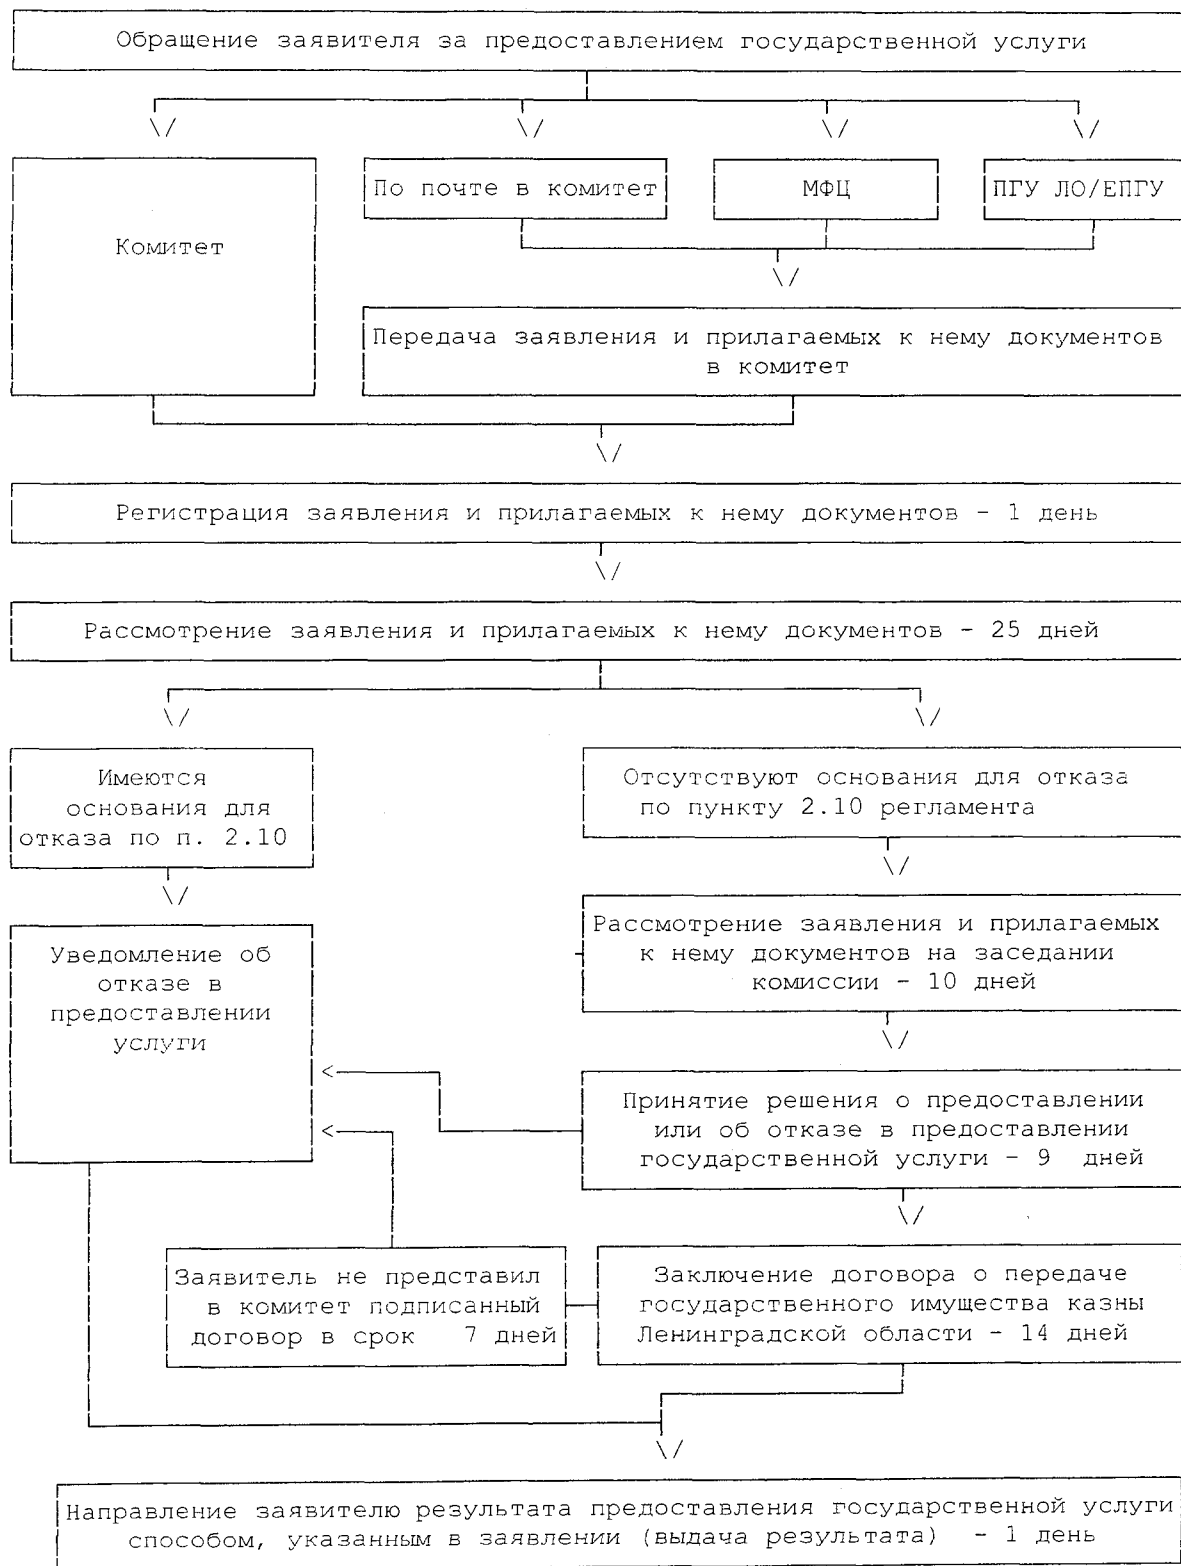 Обращение заявителя за предоставлением государственной услуги
Комитет
По почте в комитет
МФЦ
ПГУ ЛО/ЕПГУ
Передача заявления и прилагаемых к нему документов
в комитет
Регистрация заявления и прилагаемых к нему документов - 1 день
Рассмотрение заявления и прилагаемых к нему документов - 25 дней
Имеются
основания для
отказа по п. 2.10
Отсутствуют основания для отказа
по пункту 2.10 регламента
Уведомление об
отказе в
предоставлении
услуги
Рассмотрение заявления и прилагаемых
к нему документов на заседании
комиссии - 10 дней
Принятие решения о предоставлении
или об отказе в предоставлении
государственной услуги - 9 дней
Заявитель не представил
в комитет подписанный
договор в срок 7 дней
Заключение договора о передаче
государственного имущества казны
Ленинградской области - 14 дней
Направление заявителю результата предоставления государственной услуги
способом, указанным в заявлении (выдача результата) - 1 день